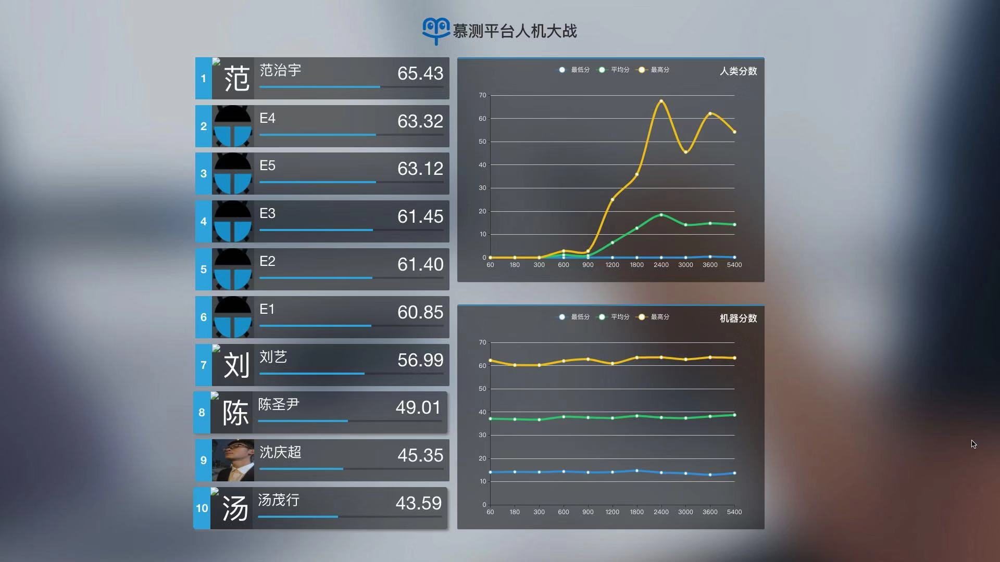 慕测平台人机大战
1
范
范治宇
65.43
2
E4
63.32
3
E5
63.12
4
E3
61.45
5
E2
61.40
6
E1
60.85
7
刘
刘艺
56.99
8
陈
陈圣尹
49.01
9
沈庆超
45.35
10
汤
汤茂行
43.59
最低分 平均分 最高分
人类分数
70
60
50
40
30
20
10
0
60 180 300 600 900 1200 1800 2400 3000 3600 5400
最低分 平均分 最高分
机器分数
70
60
50
40
30
20
10
0
60 180 300 600 900 1200 1800 2400 3000 3600 5400